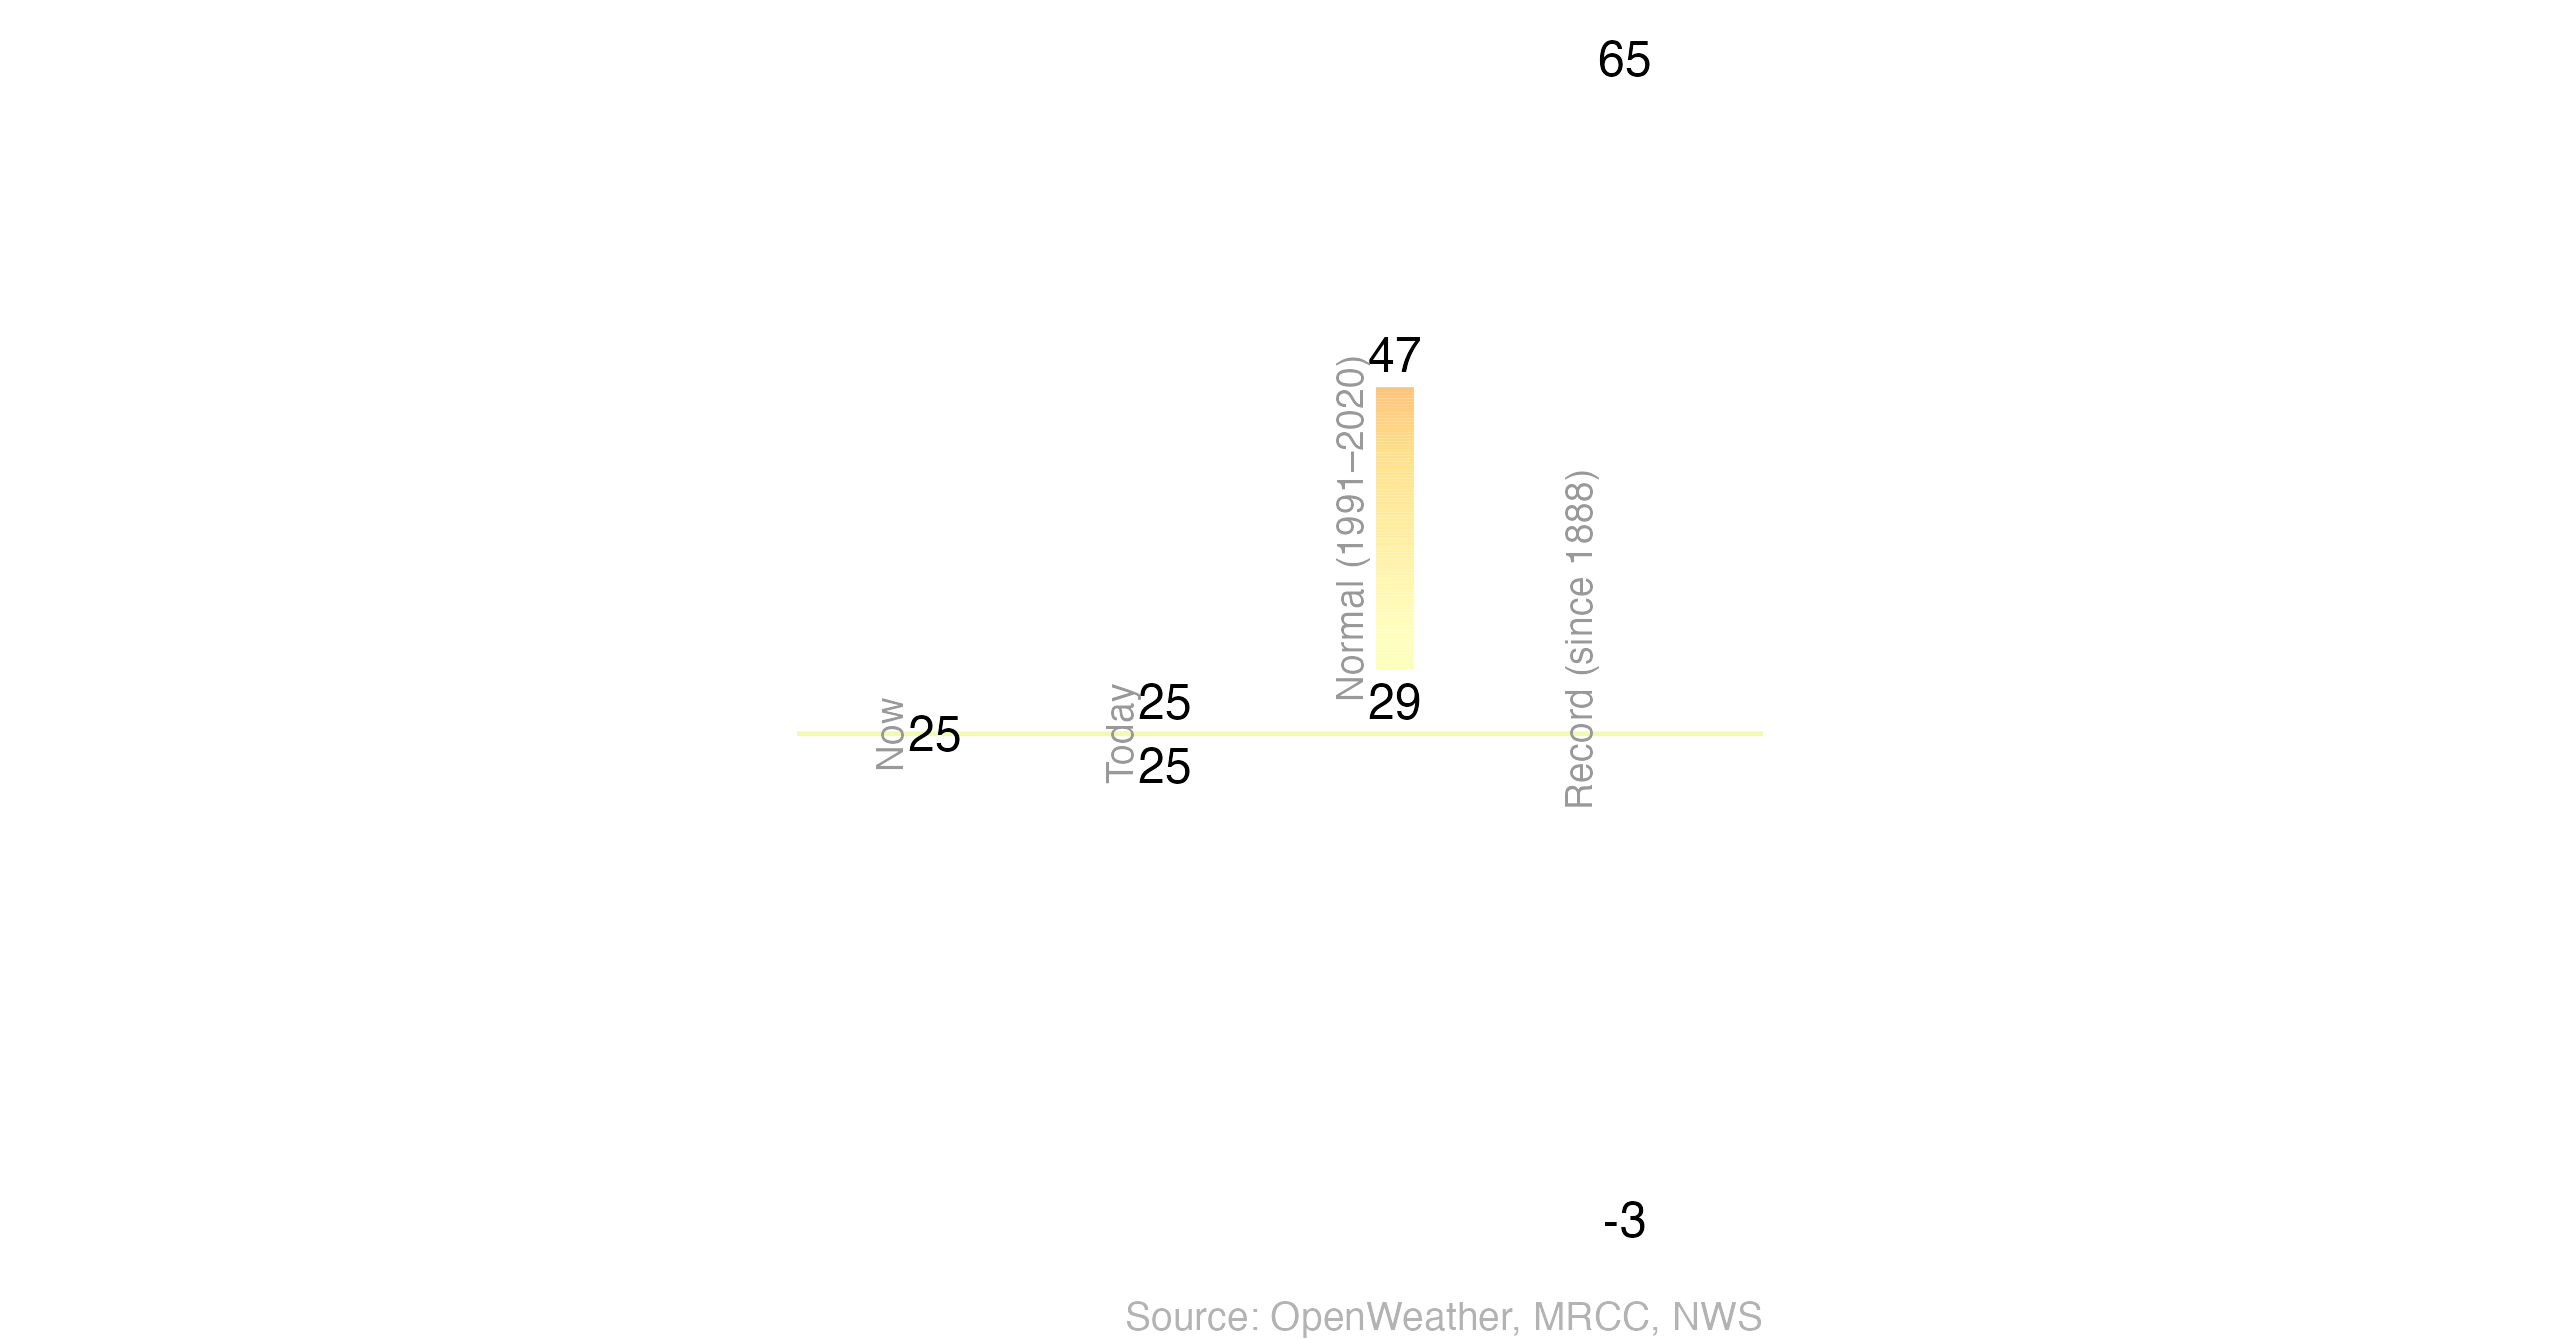 65
47
Normal (1991–2020)
29
Record (since 1888)
Now
25
Today
25
25
-3
Source: OpenWeather, MRCC, NWS